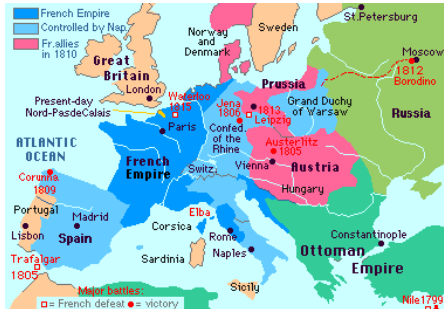 French Empire
Controlled by Nap.
Fr.allies
in 1810
Norway
and
Denmark
Sweden
St.Petersburg
Great
Britain
London
Moscow
1812
Borodino
Russia
Present-day
Nord-PasdeCalais
Waterloo
1815
Jena
1806
Prussia
1813
Leipzig
Grand Duchy
of Warsaw
Paris
Confed.
of the
Rhine
Austerlitz
1805
Vienna
Austria
Hungary
ATLANTIC
OCEAN
French
Empire
Switz.
Corunna
1809
Portugal
Lisbon
Madrid
Spain
Trafalgar
1805
Corsica
Elba
Rome
Naples
Sardinia
Sicily
Constantinople
Ottoman
Empire
Nile1799
Major battles:
= French defeat
= victory